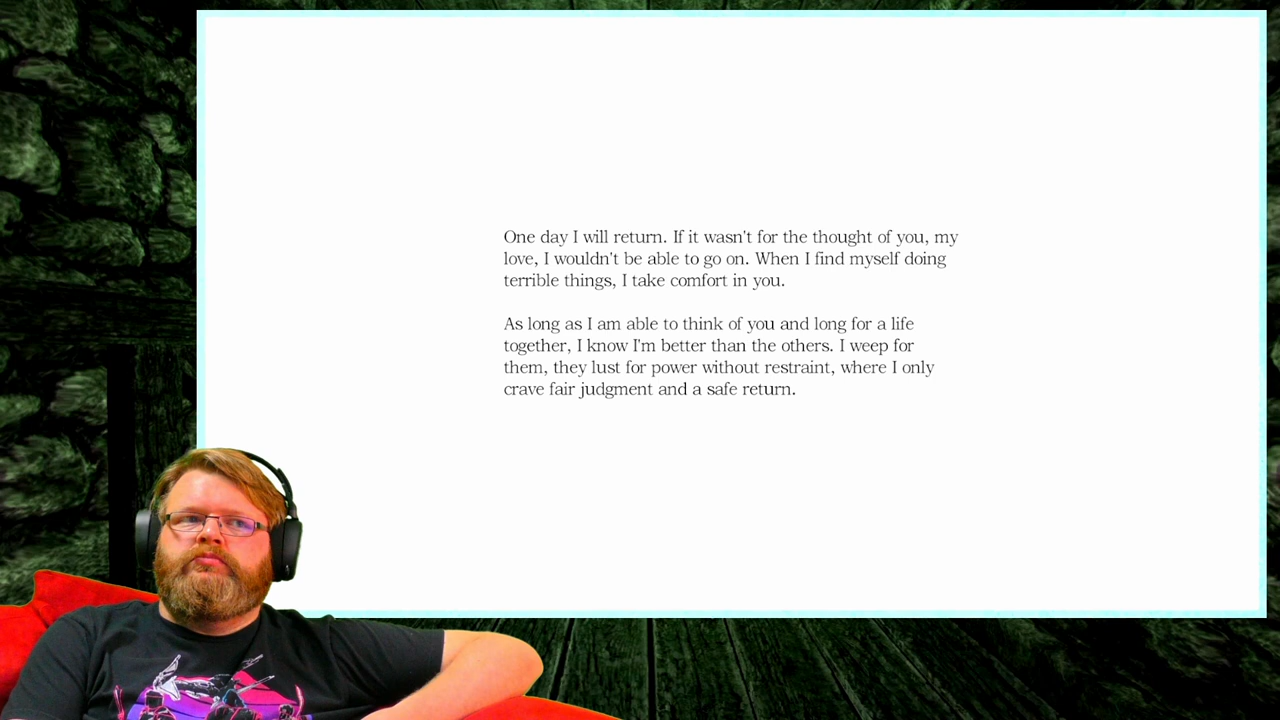 One day I will return. If it wasn't for the thought of you, my
love, I wouldn't be able to go on. When I find myself doing
terrible things, I take comfort in you.
As long as I am able to think of you and long for a life
together, I know I'm better than the others. I weep for
them, they lust for power without restraint, where I only
crave fair judgment and a safe return.